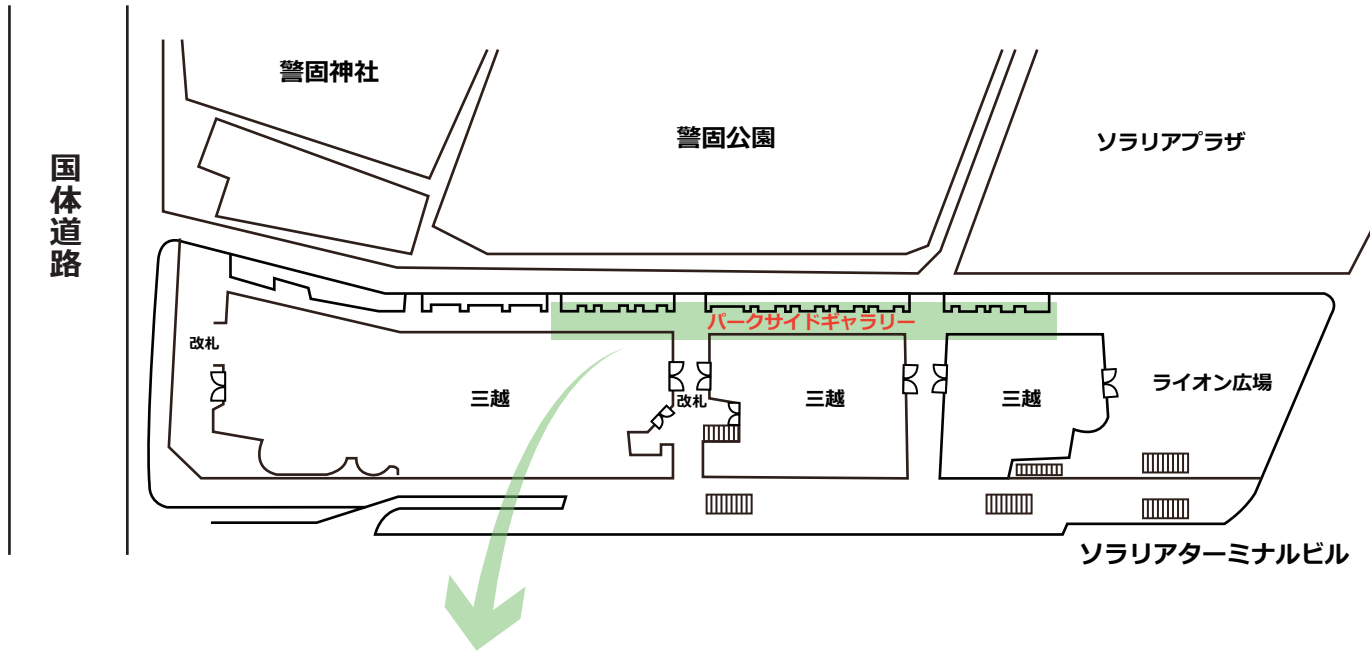 警固神社
警固公園
ソラリアプラザ
国体道路
パークサイドギャラリー
改札
三越
改札
三越
三越
ライオン広場
ソラリアターミナルビル